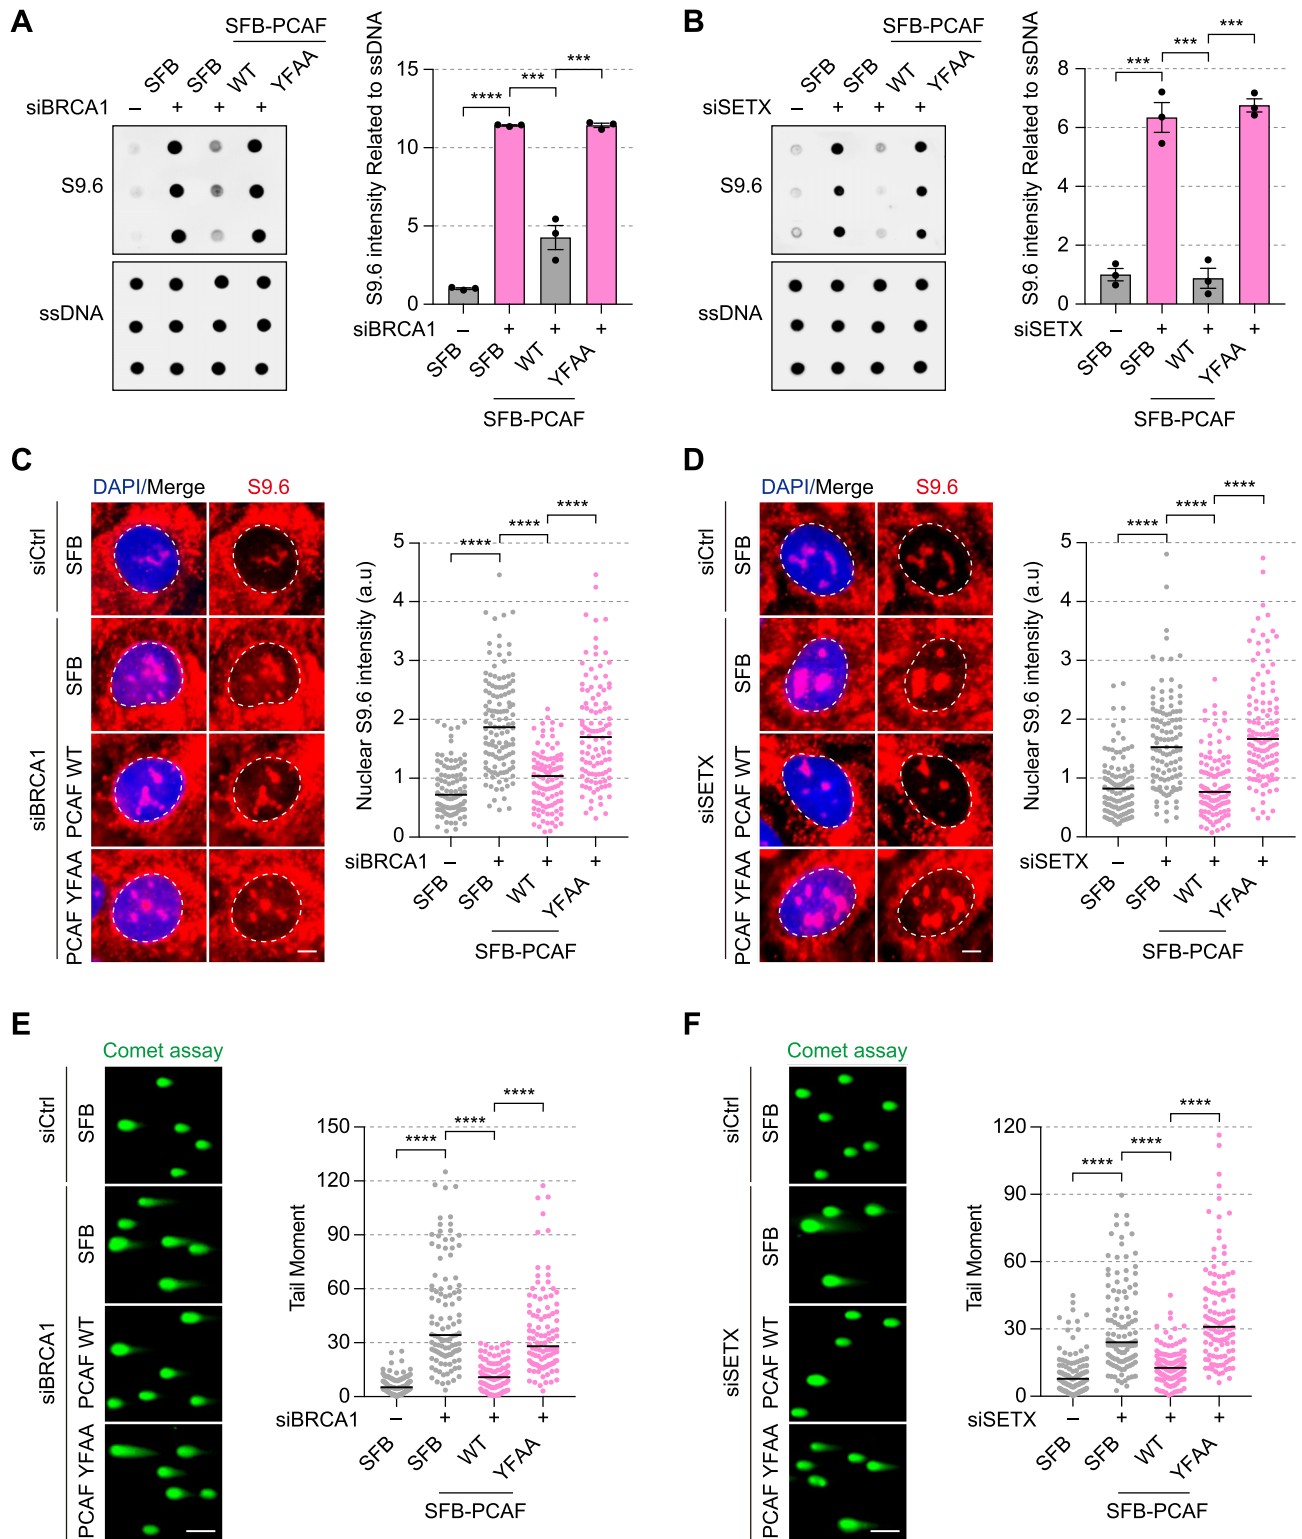 A
SFB-PCAF
SFB SFB WT YFAA
siBRCA1 – + + +
S9.6
ssDNA
S9.6 intensity Related to ssDNA
15
10
5
0
**** *** ***
siBRCA1 – + + +
SFB SFB WT YFAA
SFB-PCAF
B
SFB-PCAF
SFB SFB WT YFAA
siSETX – + + +
S9.6
ssDNA
S9.6 intensity Related to ssDNA
8
6
4
2
0
*** *** ***
siSETX – + + +
SFB SFB WT YFAA
SFB-PCAF
C
DAPI/Merge S9.6
siCtrl
SFB
siBRCA1
SFB
PCAF WT
PCAF YFAA
Nuclear S9.6 intensity (a.u)
5
4
3
2
1
0
**** **** ****
siBRCA1 – + + +
SFB SFB WT YFAA
SFB-PCAF
D
DAPI/Merge S9.6
siCtrl
SFB
siSETX
SFB
PCAF WT
PCAF YFAA
Nuclear S9.6 intensity (a.u)
5
4
3
2
1
0
**** **** ****
siSETX – + + +
SFB SFB WT YFAA
SFB-PCAF
E
Comet assay
siCtrl
SFB
siBRCA1
SFB
PCAF WT
PCAF YFAA
Tail Moment
150
120
90
60
30
0
**** **** ****
siBRCA1 – + + +
SFB SFB WT YFAA
SFB-PCAF
F
Comet assay
siCtrl
SFB
siSETX
SFB
PCAF WT
PCAF YFAA
Tail Moment
120
90
60
30
0
**** **** ****
siSETX – + + +
SFB SFB WT YFAA
SFB-PCAF